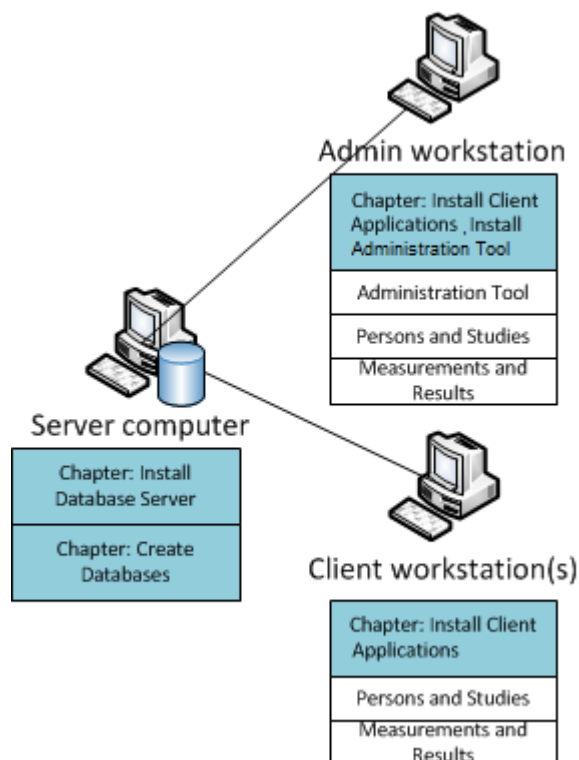 Admin workstation
Chapter: Install Client
Applications , Install
Administration Tool
Administration Tool
Persons and Studies
Measurements and
Results
Server computer
Chapter: Install
Database Server
Chapter: Create
Databases
Client workstation(s)
Chapter: Install Client
Applications
Persons and Studies
Measurements and
Results